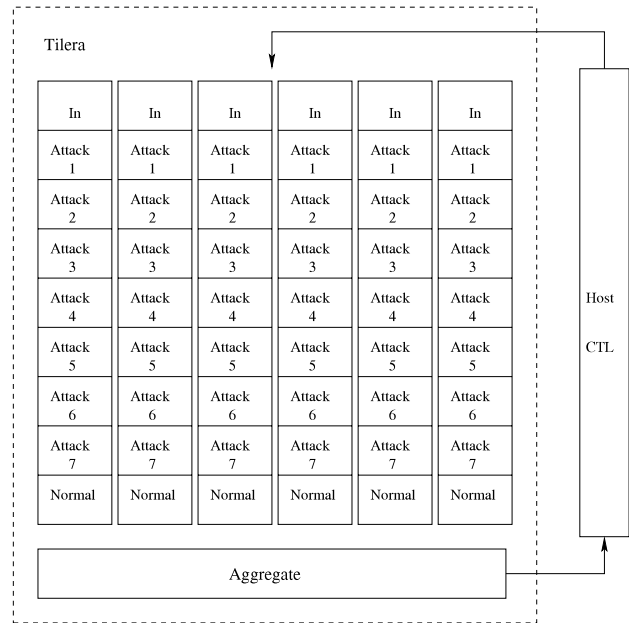 Tilera
In In In In In In
Attack Attack Attack Attack Attack Attack
1 1 1 1 1 1
Attack Attack Attack Attack Attack Attack
2 2 2 2 2 2
Attack Attack Attack Attack Attack Attack
3 3 3 3 3 3
Attack Attack Attack Attack Attack Attack
4 4 4 4 4 4
Attack Attack Attack Attack Attack Attack
5 5 5 5 5 5
Attack Attack Attack Attack Attack Attack
6 6 6 6 6 6
Attack Attack Attack Attack Attack Attack
7 7 7 7 7 7
Normal Normal Normal Normal Normal Normal
Aggregate
Host
CTL